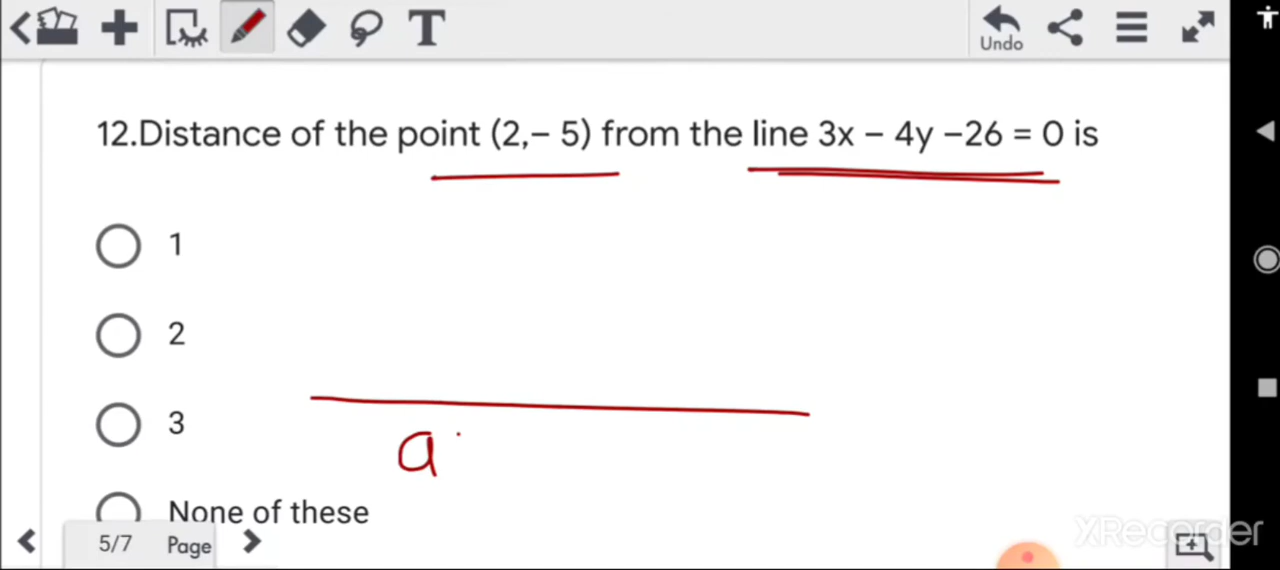 T
Undo
12.Distance of the point (2,– 5) from the line 3x – 4y –26 = 0 is
1
2
3
a
None of these
5/7 Page
XRecorder